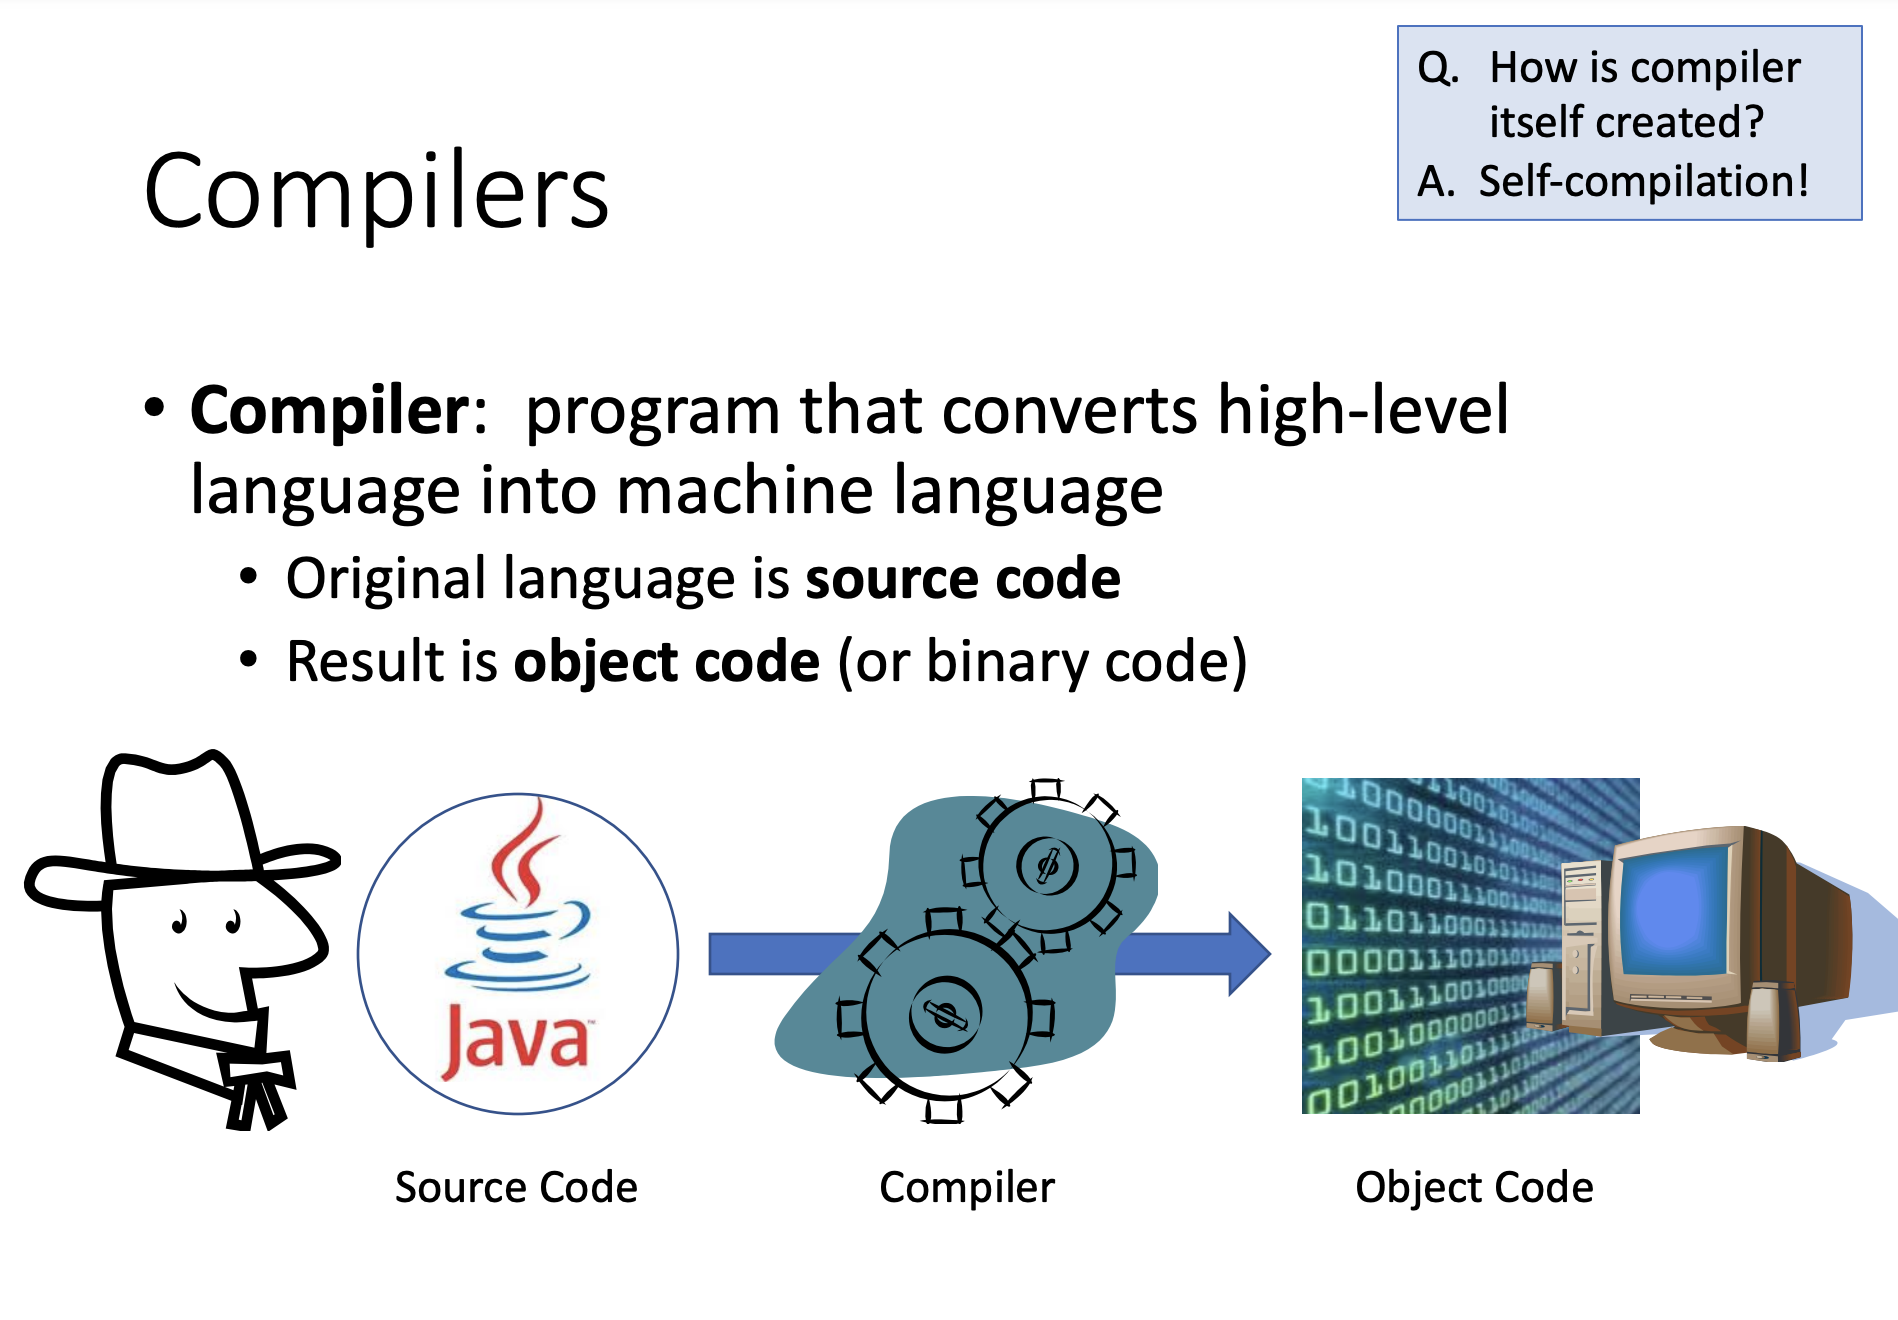 Q. How is compiler
itself created?
A. Self-compilation!
Compilers
• Compiler: program that converts high-level
language into machine language
• Original language is source code
• Result is object code (or binary code)
Java™
Source Code
Compiler
Object Code